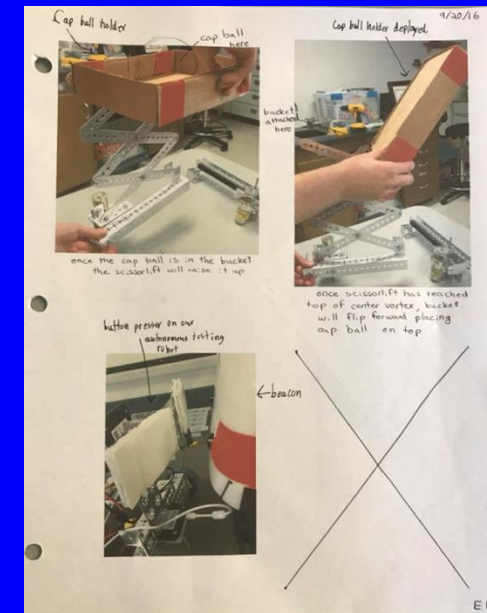 9/20/16
Cap ball holder
cap ball
here
once the cap ball is in the bucket
the scissorlift will raise it up
Cap ball holder deployed
bucket
attached
here
once scissorlift has reached
top of center vortex, bucket
will flip forward placing
cap ball on top
button presser on our
autonomous testing
robot
beacon